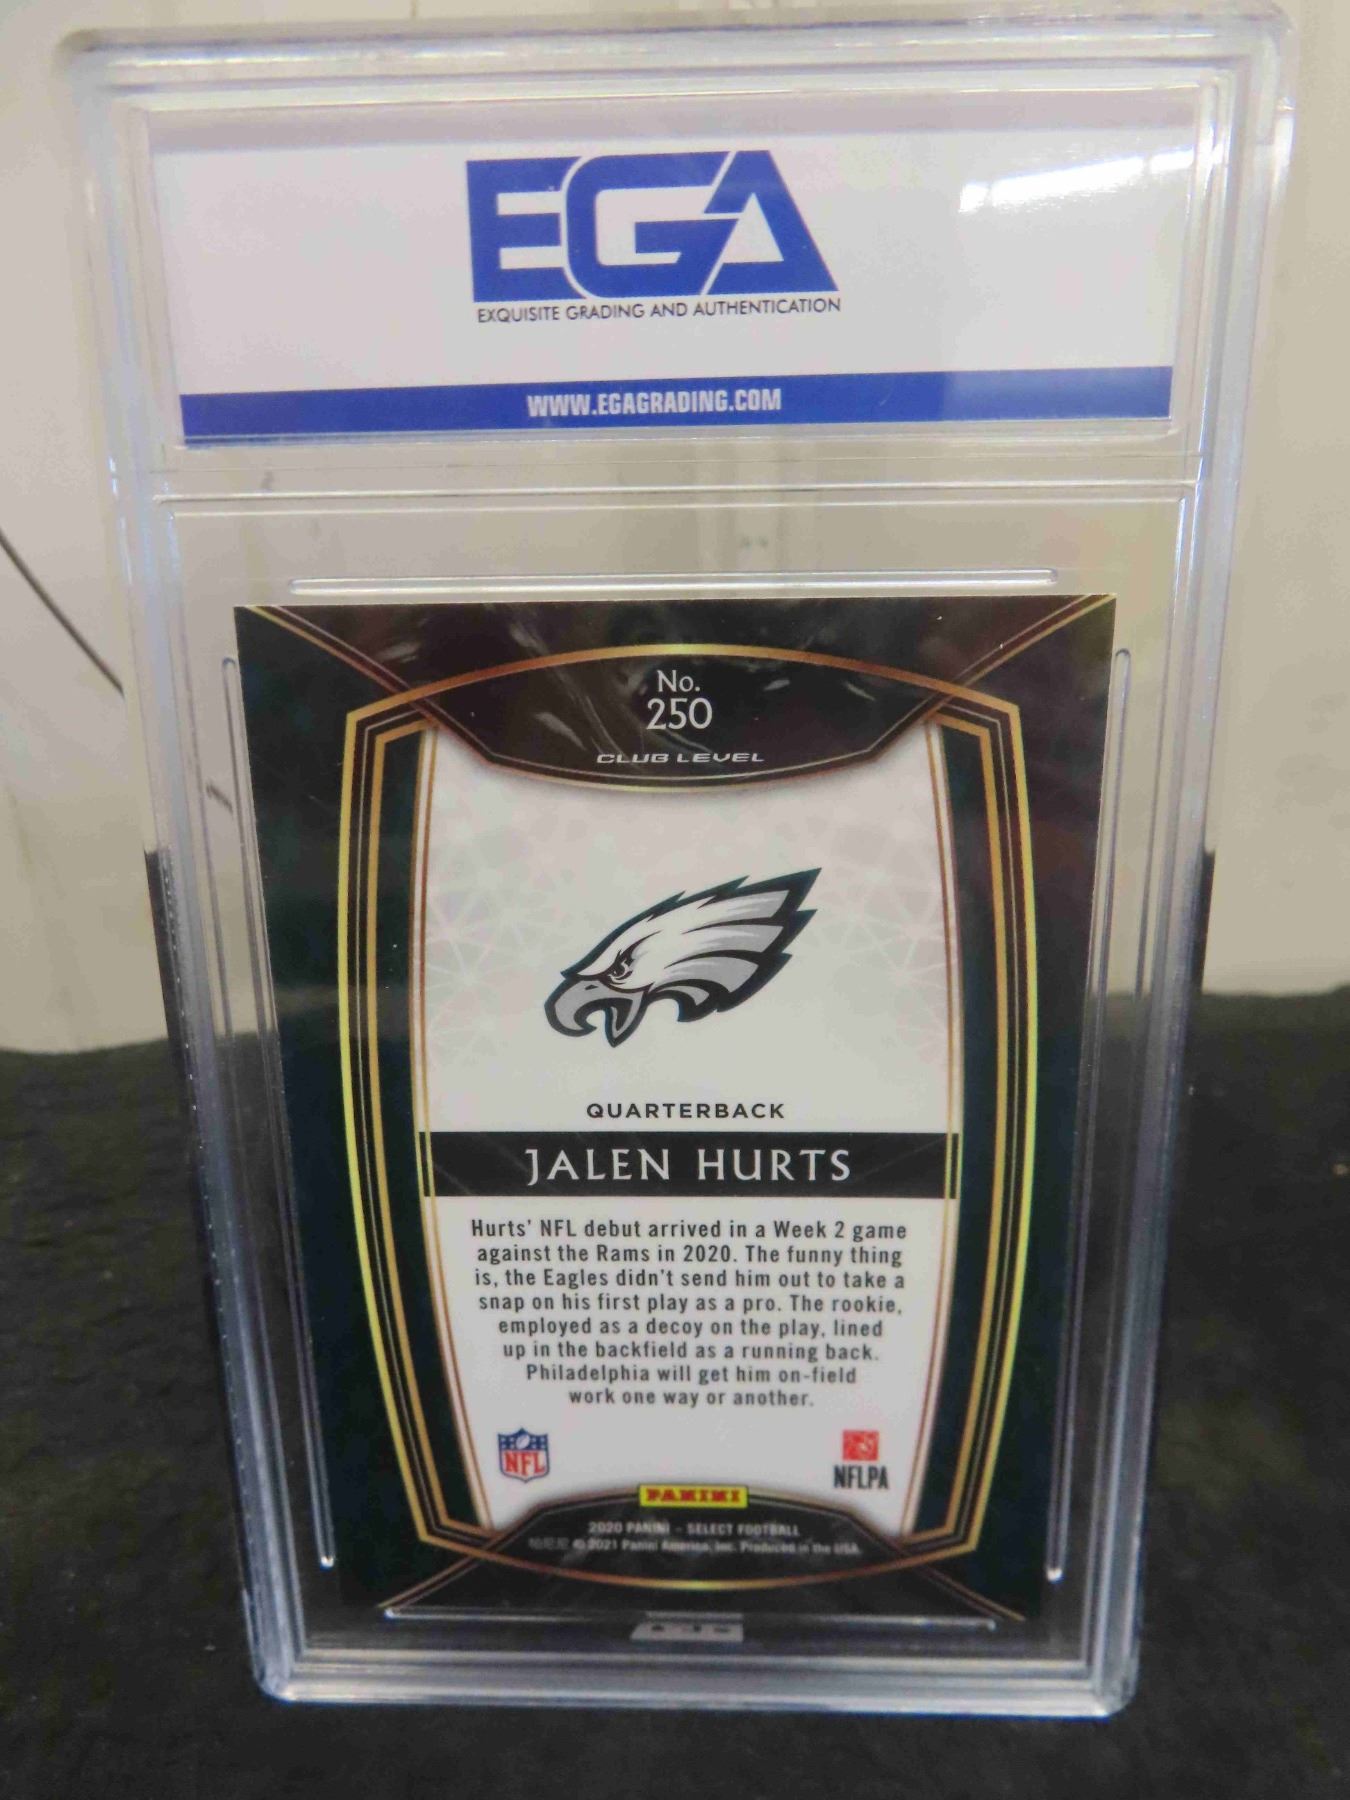 EGA
EXQUISITE GRADING AND AUTHENTICATION
WWW.EGAGRADING.COM
No.
250
CLUB LEVEL
QUARTERBACK
JALEN HURTS
Hurts' NFL debut arrived in a Week 2 game
against the Rams in 2020. The funny thing
is, the Eagles didn't send him out to take a
snap on his first play as a pro. The rookie,
employed as a decoy on the play, lined
up in the backfield as a running back.
Philadelphia will get him on-field
work one way or another.
NFL
NFLPA
PANINI
2020 PANINI - SELECT FOOTBALL
© 2021 Panini America, Inc. Produced in the USA.